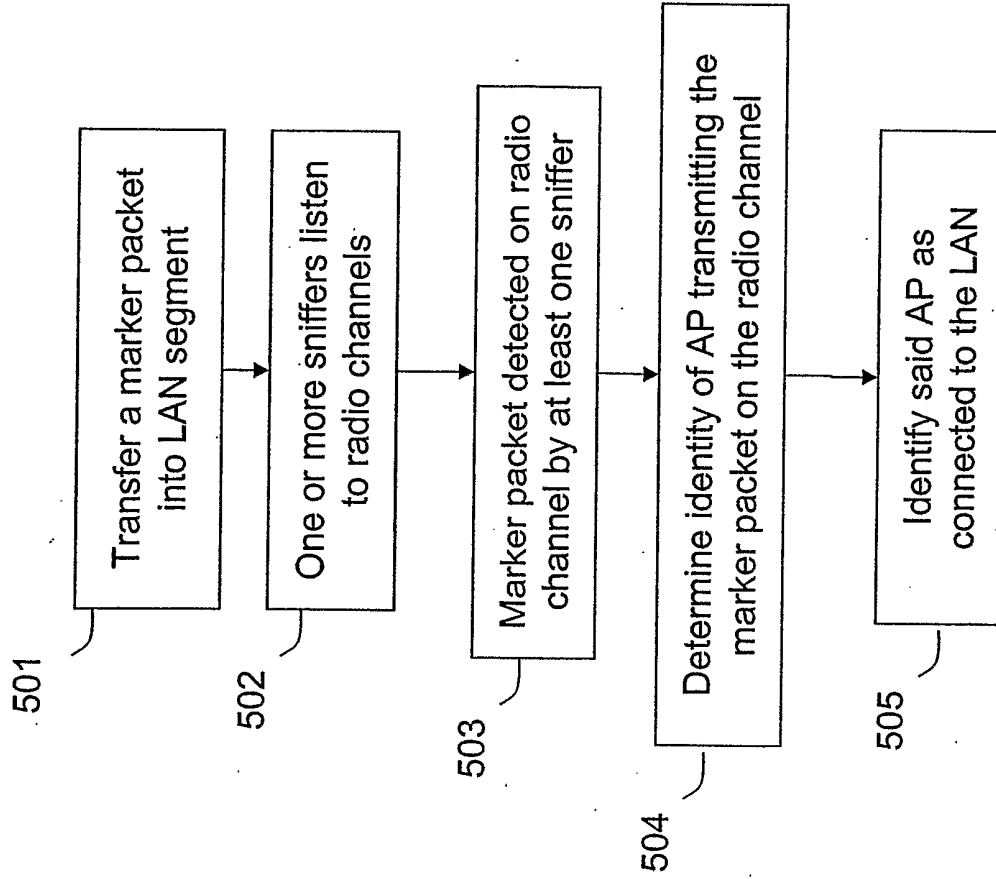 501
Transfer a marker packet
into LAN segment
502
One or more sniffers listen
to radio channels
503
Marker packet detected on radio
channel by at least one sniffer
504
Determine identity of AP transmitting the
marker packet on the radio channel
505
Identify said AP as
connected to the LAN